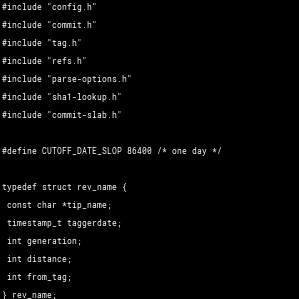 #include "config.h"
#include "commit.h"
#include "tag.h"
#include "refs.h"
#include "parse-options.h"
#include "sha1-lookup.h"
#include "commit-slab.h"
#define CUTOFF_DATE_SLOP 86400 /* one day */
typedef struct rev_name {
const char *tip_name;
timestamp_t taggerdate;
int generation;
int distance;
int from_tag;
} rev_name;